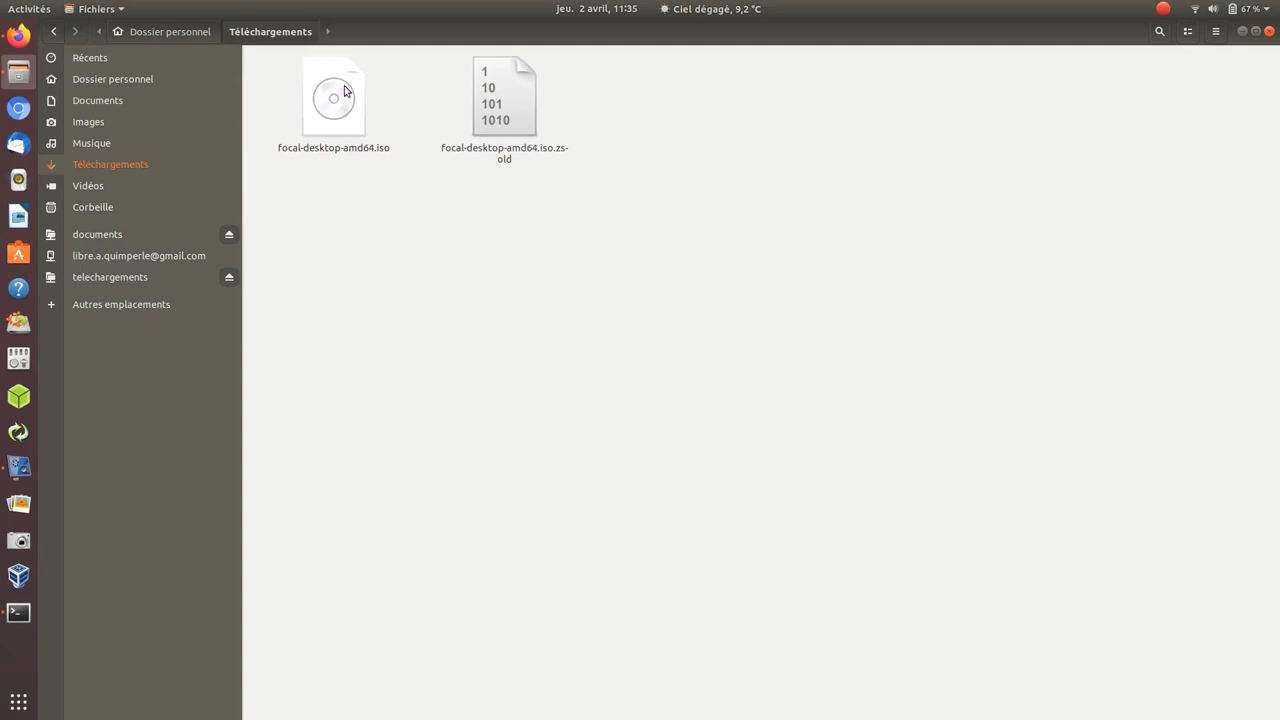 Activités
Fichiers
jeu. 2 avril, 11:35
Ciel dégagé, 9,2 °C
67 %
Dossier personnel
Téléchargements
Récents
Dossier personnel
Documents
Images
Musique
Téléchargements
Vidéos
Corbeille
documents
libre.a.quimperle@gmail.com
telechargements
Autres emplacements
focal-desktop-amd64.iso
1
10
101
1010
focal-desktop-amd64.iso.zs-
old